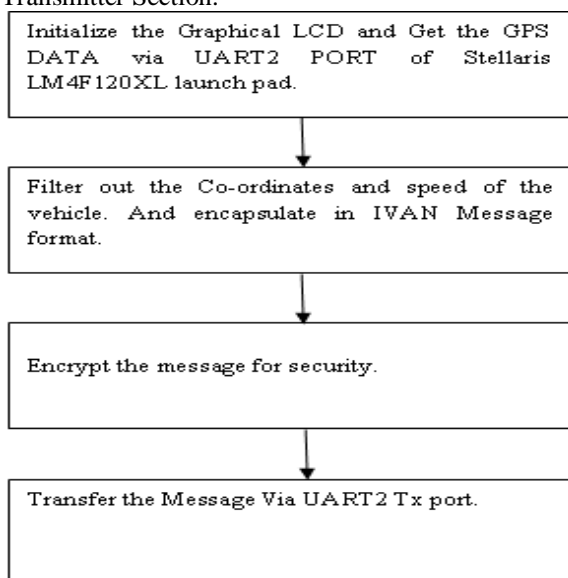 Transmitter Section:
Initialize the Graphical LCD and Get the GPS
DATA via UART2 PORT of Stellaris
LM4F120XL launch pad.
Filter out the Co-ordinates and speed of the
vehicle. And encapsulate in IVAN Message
format.
Encrypt the message for security.
Transfer the Message Via UART2 Tx port.